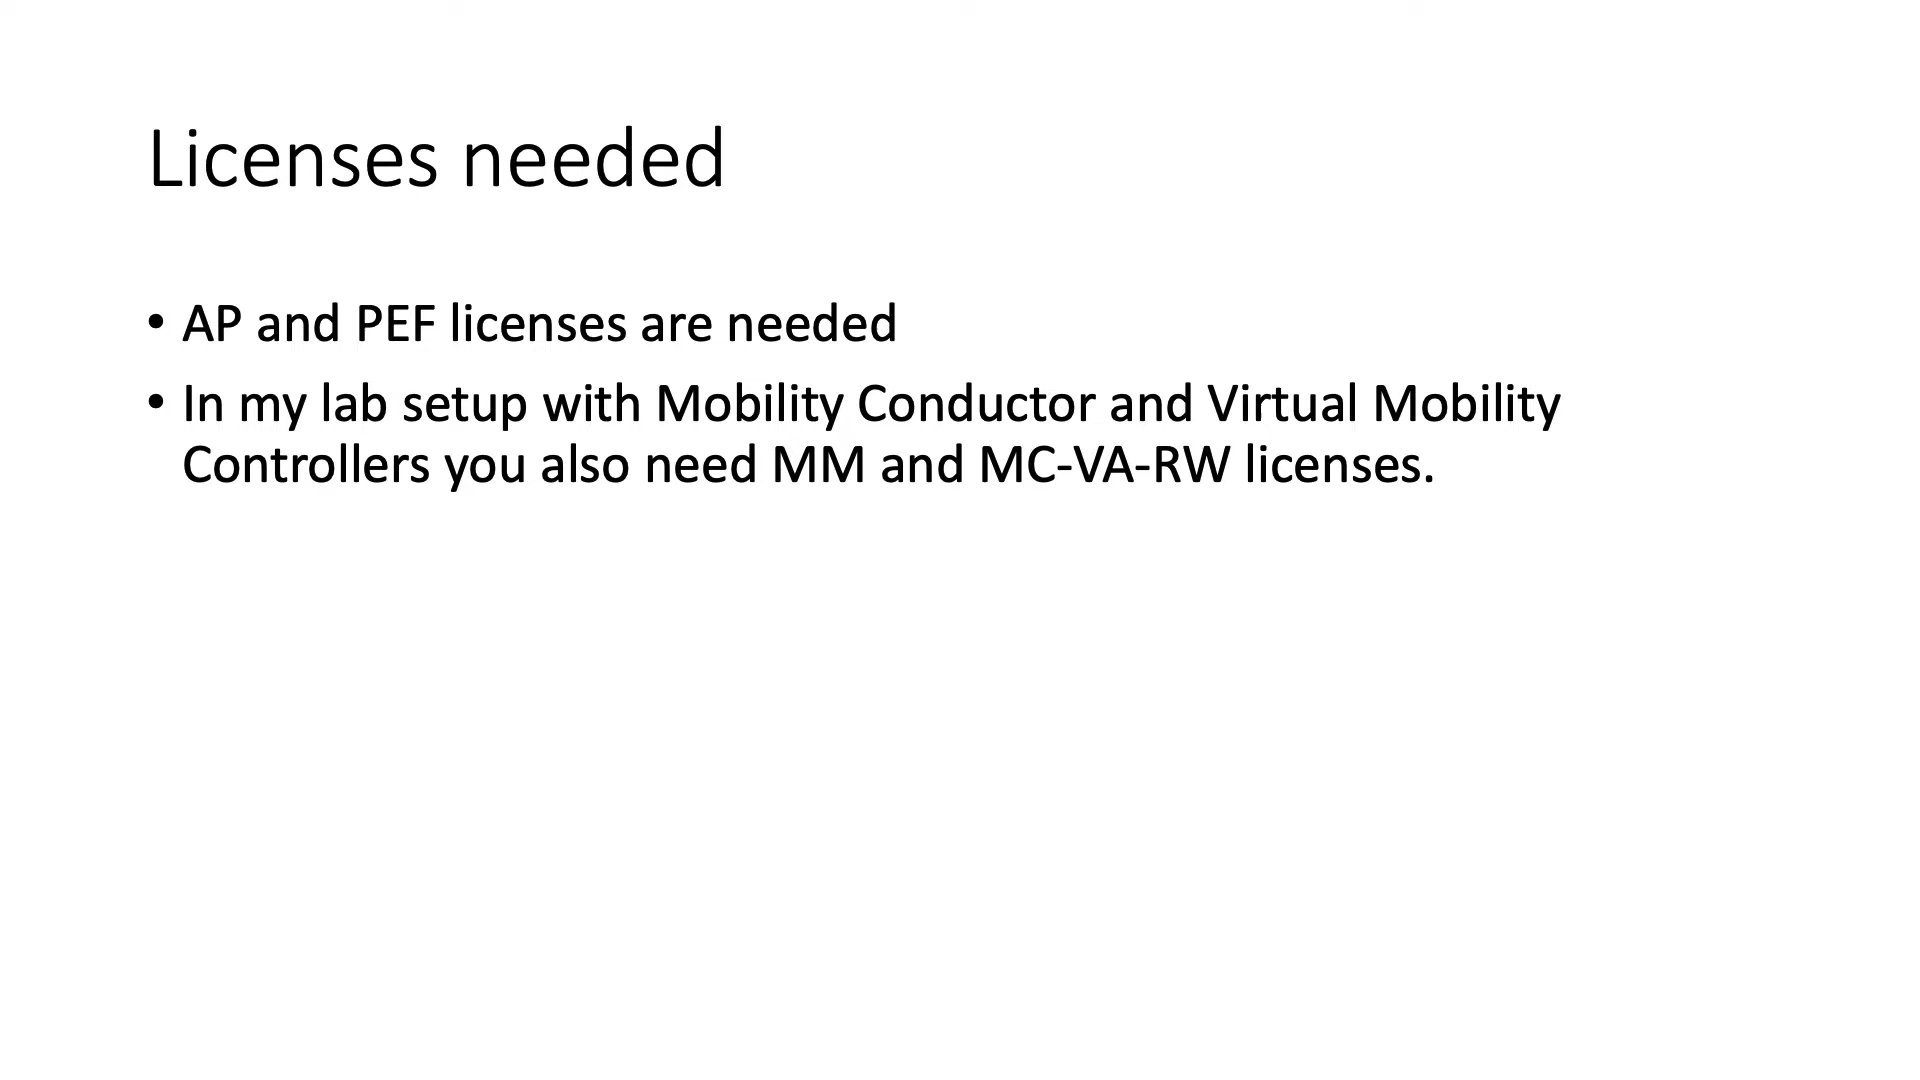 Licenses needed
• AP and PEF licenses are needed
• In my lab setup with Mobility Conductor and Virtual Mobility
Controllers you also need MM and MC-VA-RW licenses.